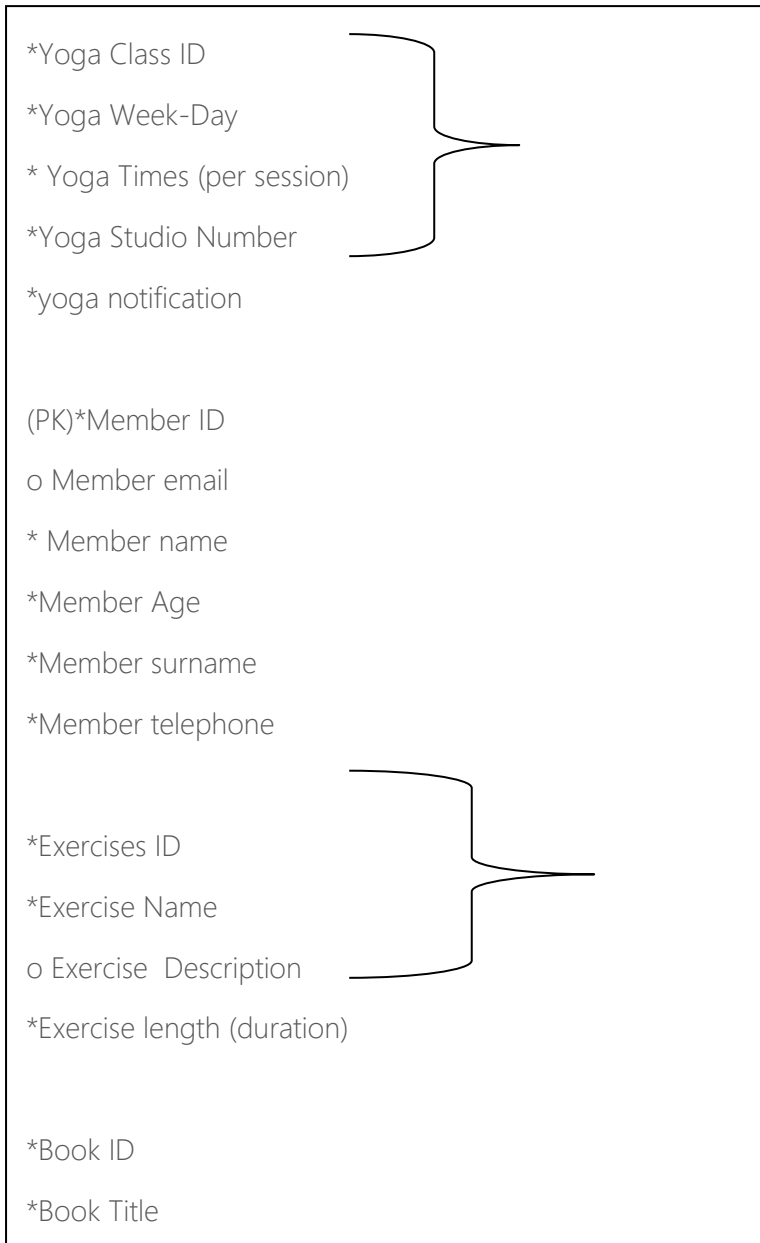 *Yoga Class ID
*Yoga Week-Day
* Yoga Times (per session)
*Yoga Studio Number
*yoga notification
(PK)*Member ID
o Member email
* Member name
*Member Age
*Member surname
*Member telephone
*Exercises ID
*Exercise Name
o Exercise  Description
*Exercise length (duration)
*Book ID
*Book Title